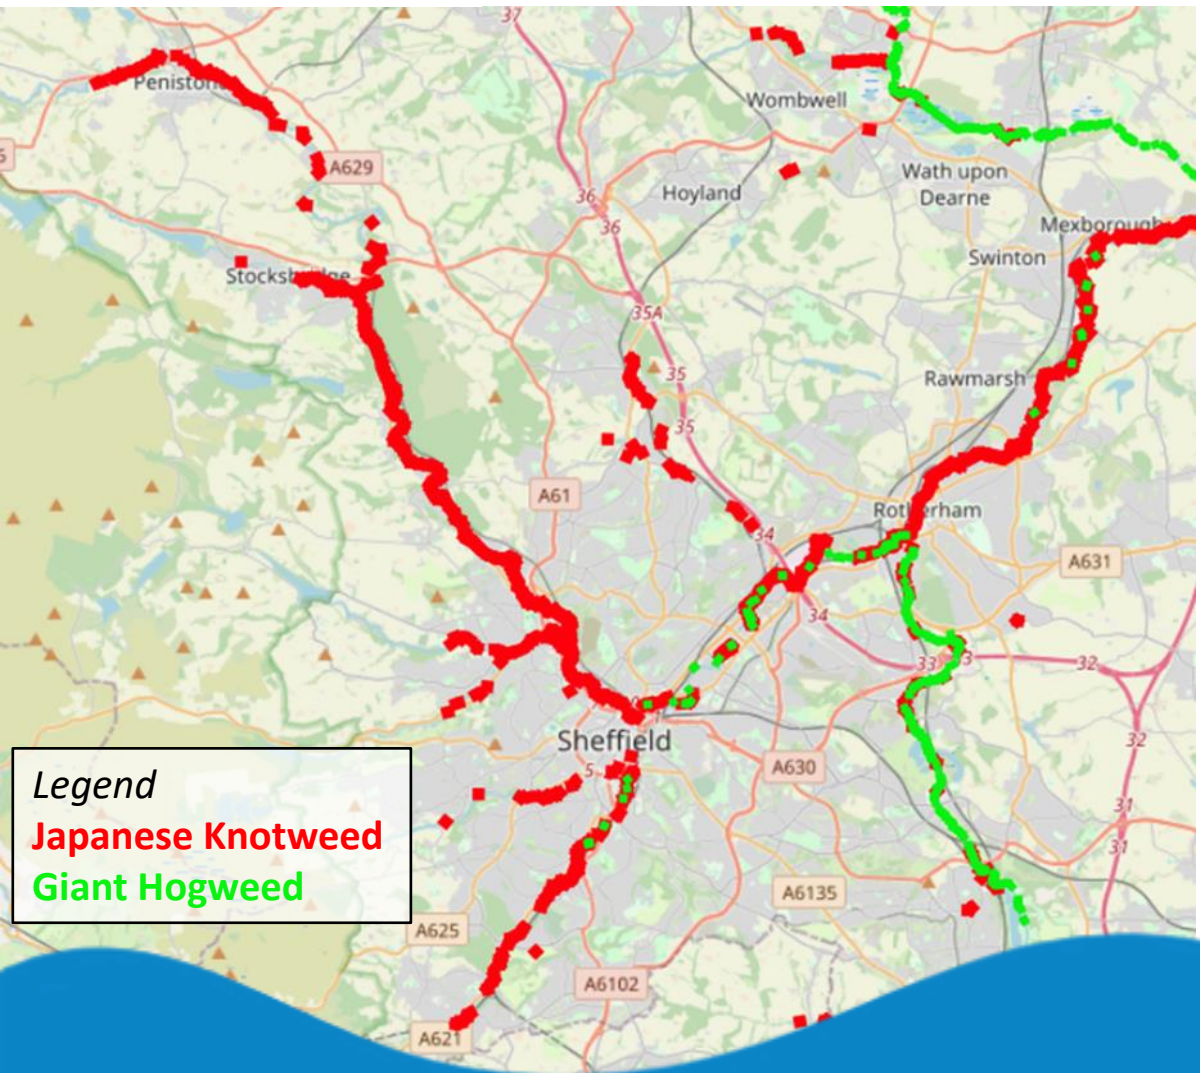 37
Penistone
Wombwell
A629
36
36
Hoyland
Wath upon
Dearne
Mexborough
Swinton
Stocksbridge
35A
35
Rawmarsh
35
A61
Rotherham
34
A631
34
33
32
Sheffield
5
A630
32
31
31
Legend
Japanese Knotweed
Giant Hogweed
A6135
A625
A6102
A621